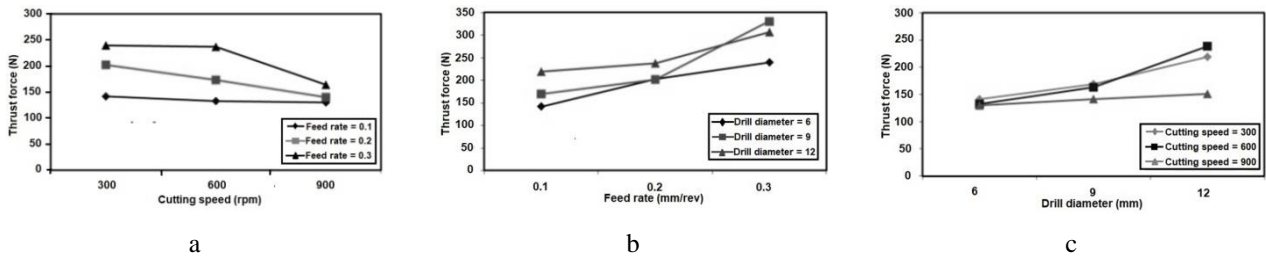 Thrust force (N)
300
250
200
150
100
50
0
300 600 900
Cutting speed (rpm)
Feed rate = 0.1
Feed rate = 0.2
Feed rate = 0.3
a
Thrust force (N)
350
300
250
200
150
100
50
0
0.1 0.2 0.3
Feed rate (mm/rev)
Drill diameter = 6
Drill diameter = 9
Drill diameter = 12
b
Thrust force (N)
300
250
200
150
100
50
0
6 9 12
Drill diameter (mm)
Cutting speed = 300
Cutting speed = 600
Cutting speed = 900
c